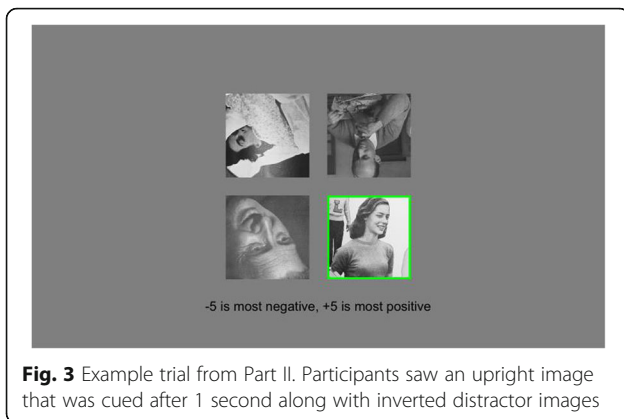 -5 is most negative, +5 is most positive
Fig. 3 Example trial from Part II. Participants saw an upright image
that was cued after 1 second along with inverted distractor images